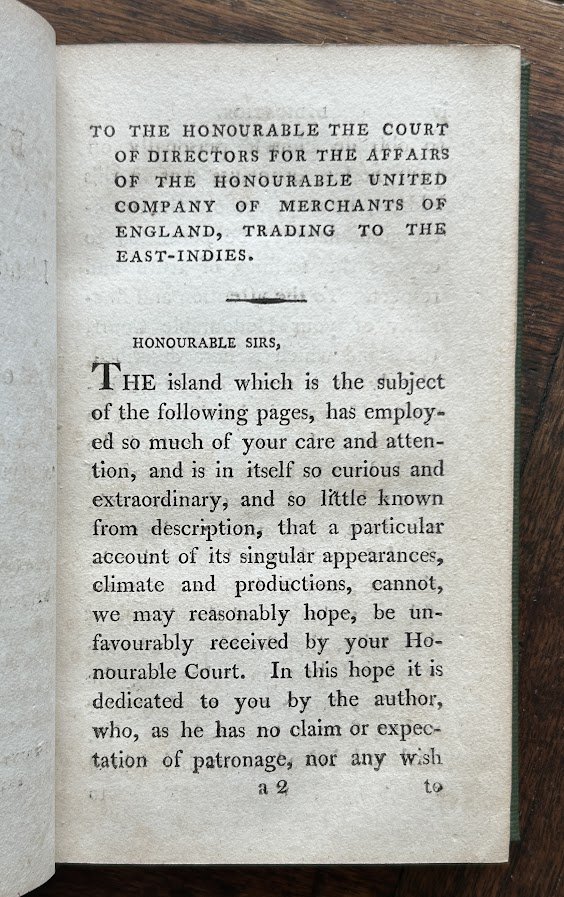 TO THE HONOURABLE THE COURT
OF DIRECTORS FOR THE AFFAIRS
OF THE HONOURABLE UNITED
COMPANY OF MERCHANTS OF
ENGLAND, TRADING TO THE
EAST-INDIES.
HONOURABLE SIRS,
THE island which is the subject
of the following pages, has employ-
ed so much of your care and atten-
tion, and is in itself so curious and
extraordinary, and so little known
from description, that a particular
account of its singular appearances,
climate and productions, cannot,
we may reasonably hope, be un-
favourably received by your Ho-
nourable Court. In this hope it is
dedicated to you by the author,
who, as he has no claim or expec-
tation of patronage, nor any wish
a 2 to